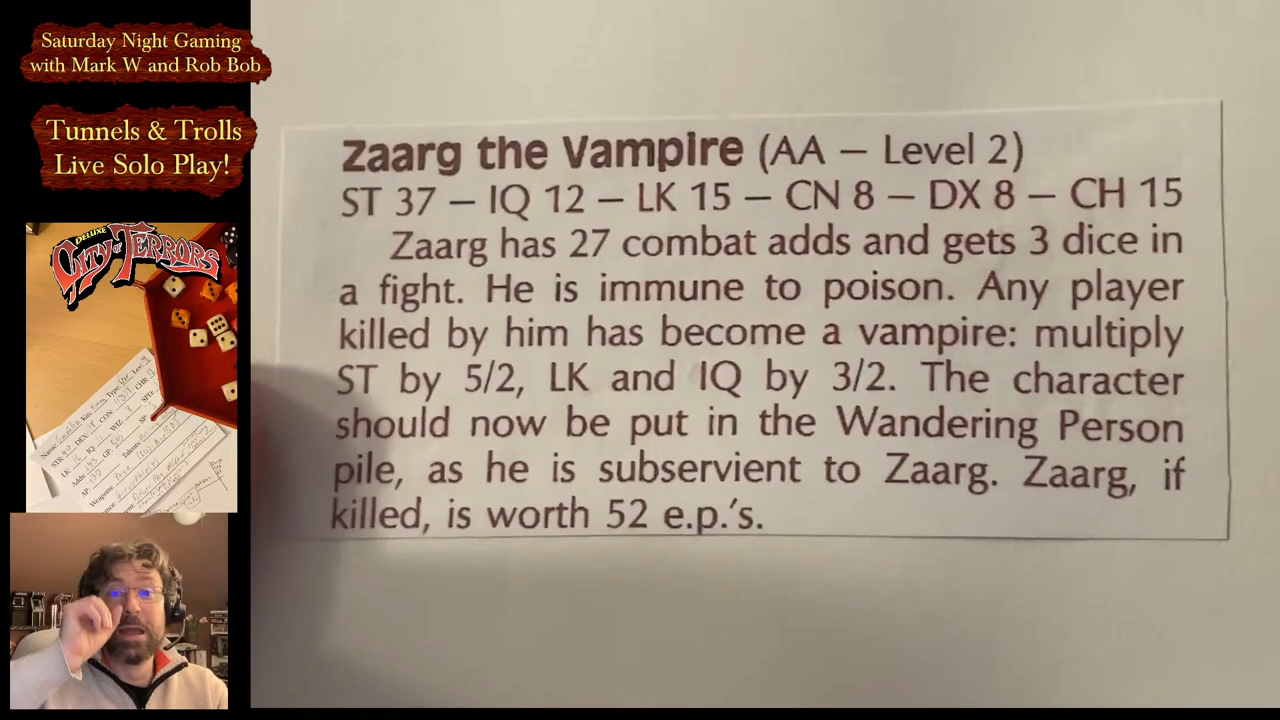 Saturday Night Gaming
with Mark W and Rob Bob
Tunnels & Trolls
Live Solo Play!
DELUXE
CITY OF TERRORS
Zaarg the Vampire (AA – Level 2)
ST 37 – IQ 12 – LK 15 – CN 8 – DX 8 – CH 15
Zaarg has 27 combat adds and gets 3 dice in
a fight. He is immune to poison. Any player
killed by him has become a vampire: multiply
ST by 5/2, LK and IQ by 3/2. The character
should now be put in the Wandering Person
pile, as he is subservient to Zaarg. Zaarg, if
killed, is worth 52 e.p.'s.